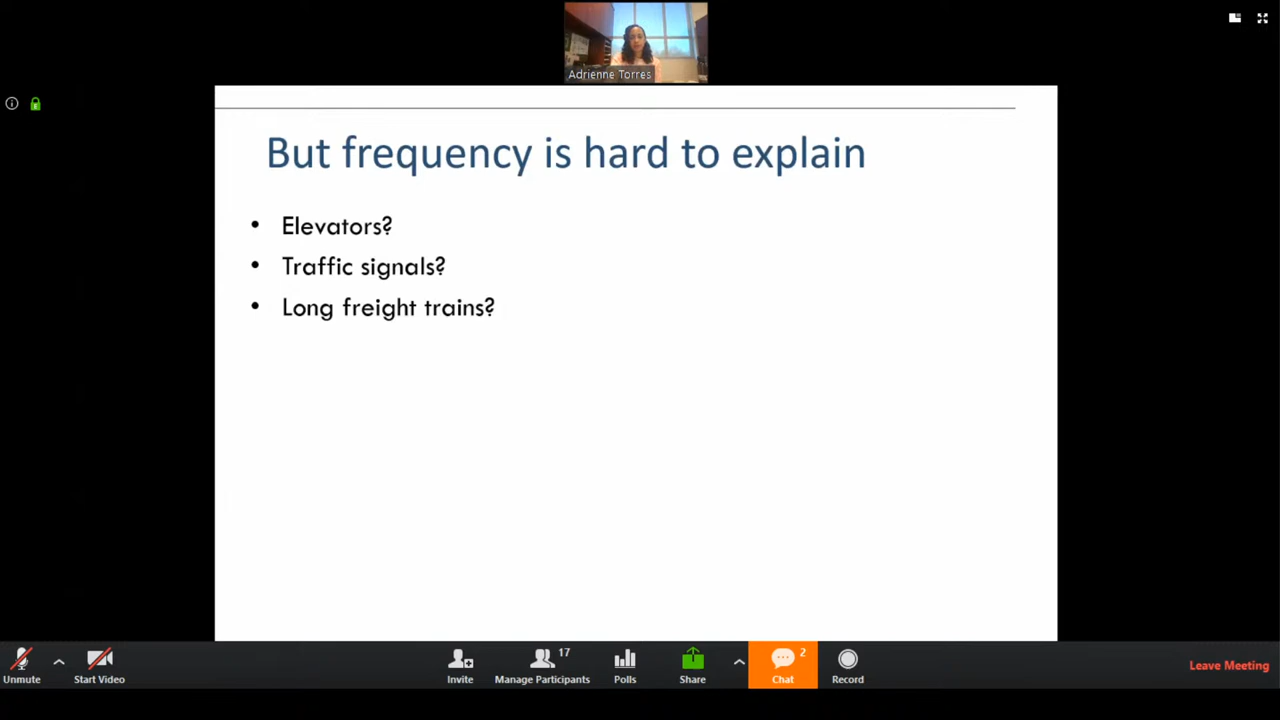 Adrienne Torres
But frequency is hard to explain
• Elevators?
• Traffic signals?
• Long freight trains?
17
2
Unmute
Start Video
Invite
Manage Participants
Polls
Share
Chat
Record
Leave Meeting